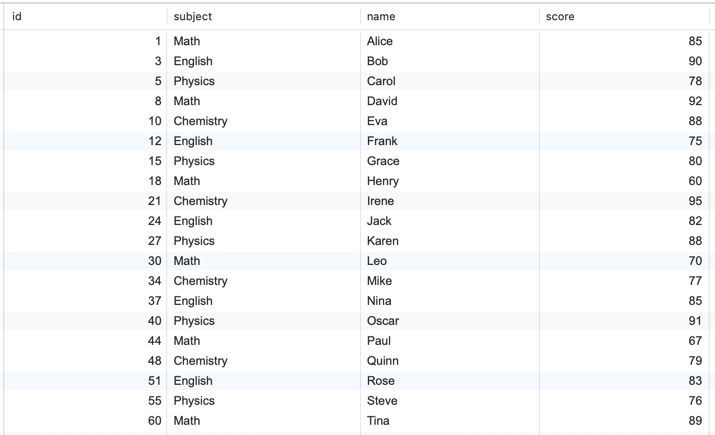 id subject name score
1 Math Alice 85
3 English Bob 90
5 Physics Carol 78
8 Math David 92
10 Chemistry Eva 88
12 English Frank 75
15 Physics Grace 80
18 Math Henry 60
21 Chemistry Irene 95
24 English Jack 82
27 Physics Karen 88
30 Math Leo 70
34 Chemistry Mike 77
37 English Nina 85
40 Physics Oscar 91
44 Math Paul 67
48 Chemistry Quinn 79
51 English Rose 83
55 Physics Steve 76
60 Math Tina 89